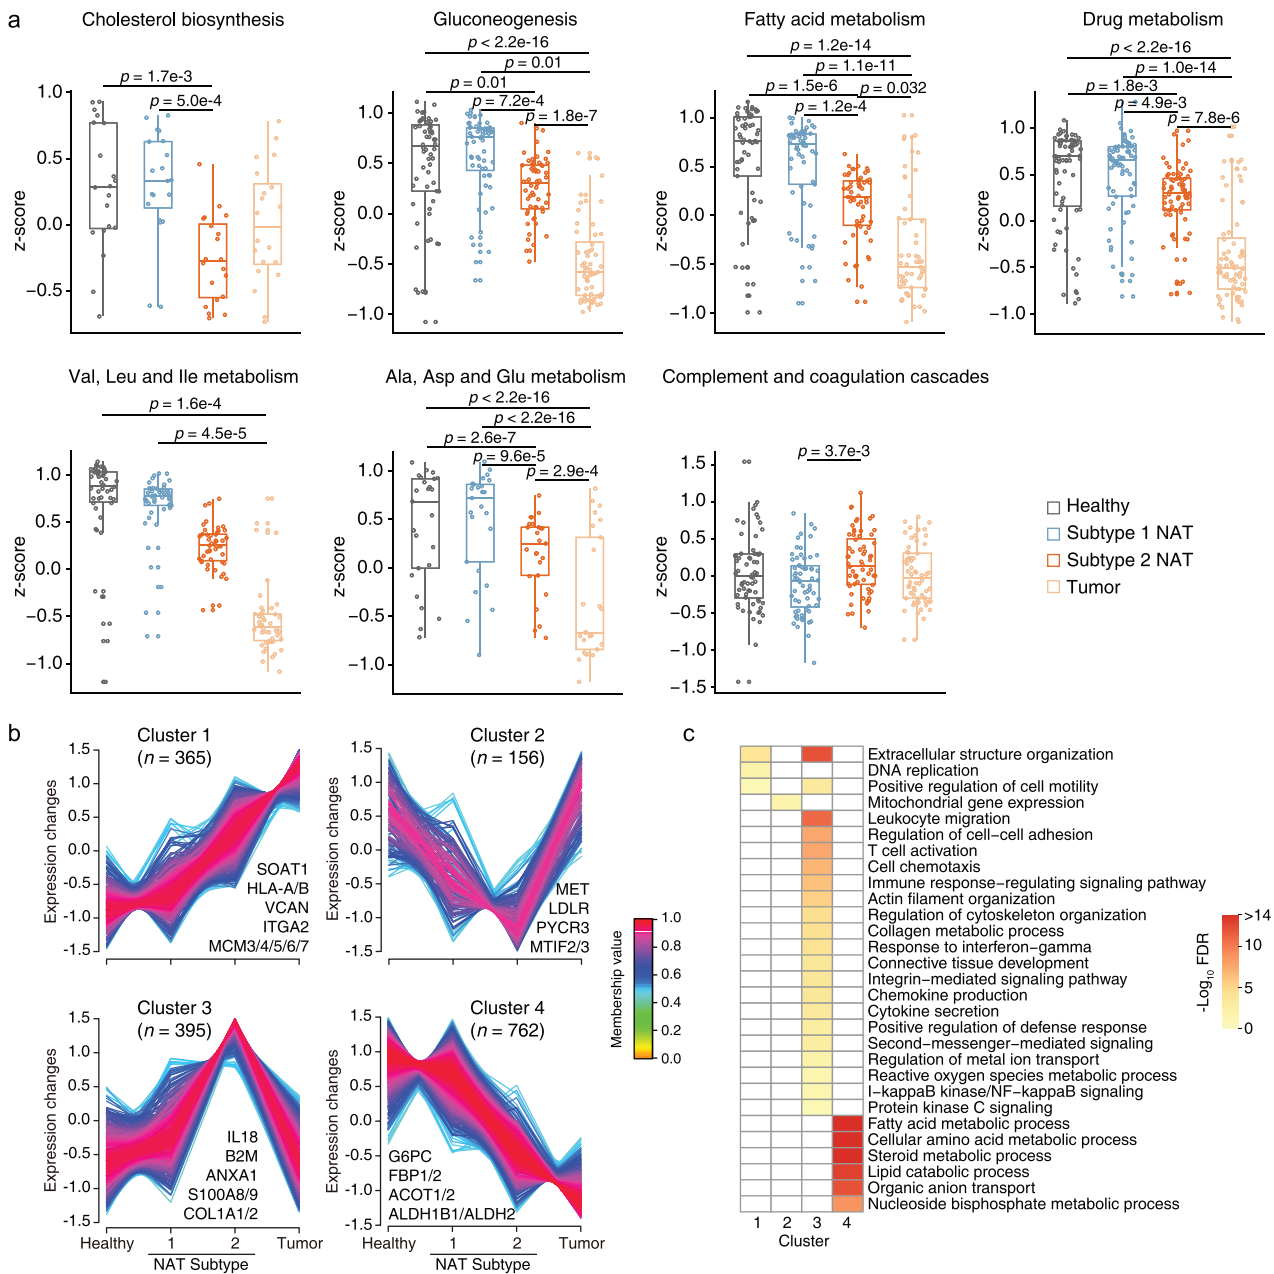 a
Cholesterol biosynthesis
p = 1.7e-3
p = 5.0e-4
z-score
1.0
0.5
0.0
−0.5
Gluconeogenesis
p < 2.2e-16
p = 0.01
p = 0.01
p = 7.2e-4
p = 1.8e-7
z-score
1.0
0.5
0.0
−0.5
−1.0
Fatty acid metabolism
p = 1.2e-14
p = 1.1e-11
p = 1.5e-6
p = 0.032
p = 1.2e-4
z-score
1.0
0.5
0.0
−0.5
−1.0
Drug metabolism
p < 2.2e-16
p = 1.0e-14
p = 1.8e-3
p = 4.9e-3
p = 7.8e-6
z-score
1.0
0.5
0.0
−0.5
−1.0
Val, Leu and Ile metabolism
p = 1.6e-4
p = 4.5e-5
z-score
1.0
0.5
0.0
−0.5
−1.0
Ala, Asp and Glu metabolism
p < 2.2e-16
p < 2.2e-16
p = 2.6e-7
p = 9.6e-5
p = 2.9e-4
z-score
1.0
0.5
0.0
−0.5
−1.0
Complement and coagulation cascades
p = 3.7e-3
z-score
1.5
1.0
0.5
0.0
−0.5
−1.0
−1.5
Healthy
Subtype 1 NAT
Subtype 2 NAT
Tumor
b
Cluster 1
(n = 365)
Expression changes
1.5
1.0
0.5
0.0
-0.5
-1.0
-1.5
SOAT1
HLA-A/B
VCAN
ITGA2
MCM3/4/5/6/7
Cluster 2
(n = 156)
Expression changes
1.5
1.0
0.5
0.0
-0.5
-1.0
-1.5
MET
LDLR
PYCR3
MTIF2/3
Cluster 3
(n = 395)
Expression changes
1.5
1.0
0.5
0.0
-0.5
-1.0
-1.5
IL18
B2M
ANXA1
S100A8/9
COL1A1/2
Healthy
1
2
Tumor
NAT Subtype
Cluster 4
(n = 762)
Expression changes
1.5
1.0
0.5
0.0
-0.5
-1.0
-1.5
G6PC
FBP1/2
ACOT1/2
ALDH1B1/ALDH2
Healthy
1
2
Tumor
NAT Subtype
Membership value
1.0
0.8
0.6
0.4
0.2
0.0
c
Extracellular structure organization
DNA replication
Positive regulation of cell motility
Mitochondrial gene expression
Leukocyte migration
Regulation of cell−cell adhesion
T cell activation
Cell chemotaxis
Immune response−regulating signaling pathway
Actin filament organization
Regulation of cytoskeleton organization
Collagen metabolic process
Response to interferon−gamma
Connective tissue development
Integrin−mediated signaling pathway
Chemokine production
Cytokine secretion
Positive regulation of defense response
Second−messenger−mediated signaling
Regulation of metal ion transport
Reactive oxygen species metabolic process
I−kappaB kinase/NF−kappaB signaling
Protein kinase C signaling
Fatty acid metabolic process
Cellular amino acid metabolic process
Steroid metabolic process
Lipid catabolic process
Organic anion transport
Nucleoside bisphosphate metabolic process
1 2 3 4
Cluster
-Log10 FDR
>14
10
5
0